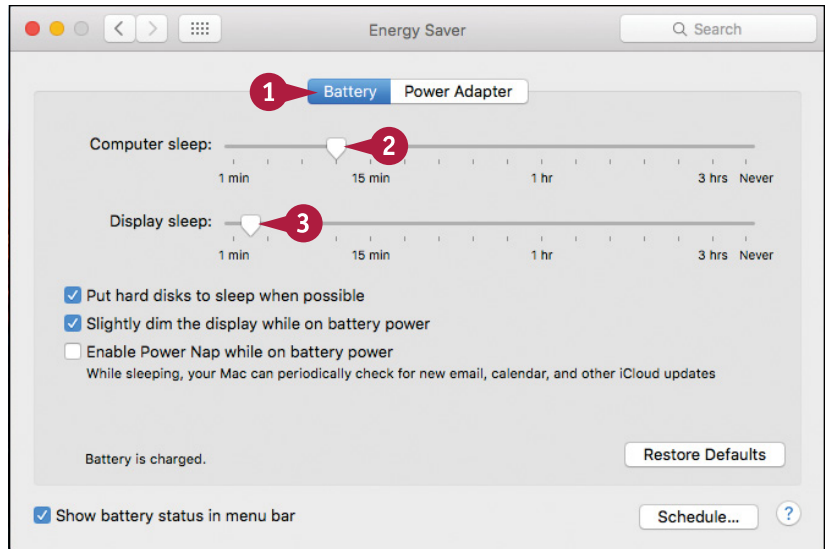 Energy Saver
Search
1
Battery Power Adapter
Computer sleep:
2
1 min 15 min 1 hr 3 hrs Never
Display sleep:
3
1 min 15 min 1 hr 3 hrs Never
Put hard disks to sleep when possible
Slightly dim the display while on battery power
Enable Power Nap while on battery power
While sleeping, your Mac can periodically check for new email, calendar, and other iCloud updates
Battery is charged.
Restore Defaults
Show battery status in menu bar
Schedule...
?